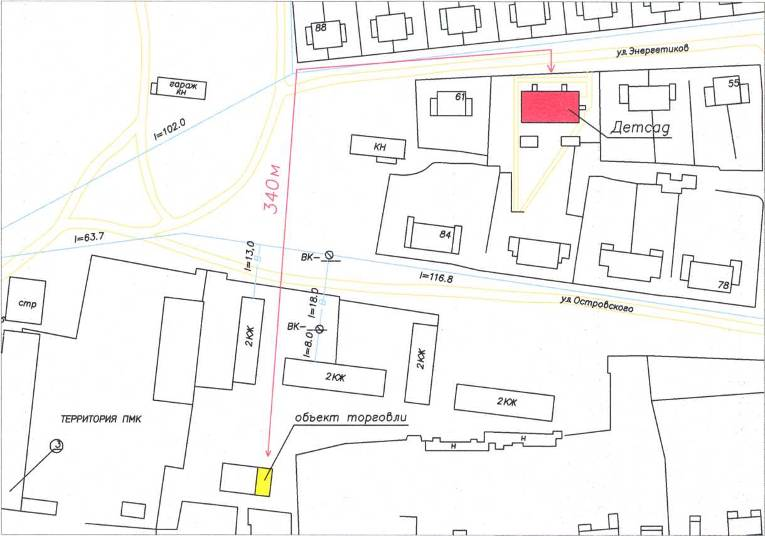 88
ул. Энергетиков
гараж
кн
61
55
l=102.0
Детсад
кн
340м
84
l=63.7
l=13,0
ВК-
l=116.8
78
стр
l=18.0
ул. Островского
2КЖ
ВК-
l=8.0
2КЖ
2КЖ
2КЖ
ТЕРРИТОРИЯ ПМК
объект торговли
3
н
н